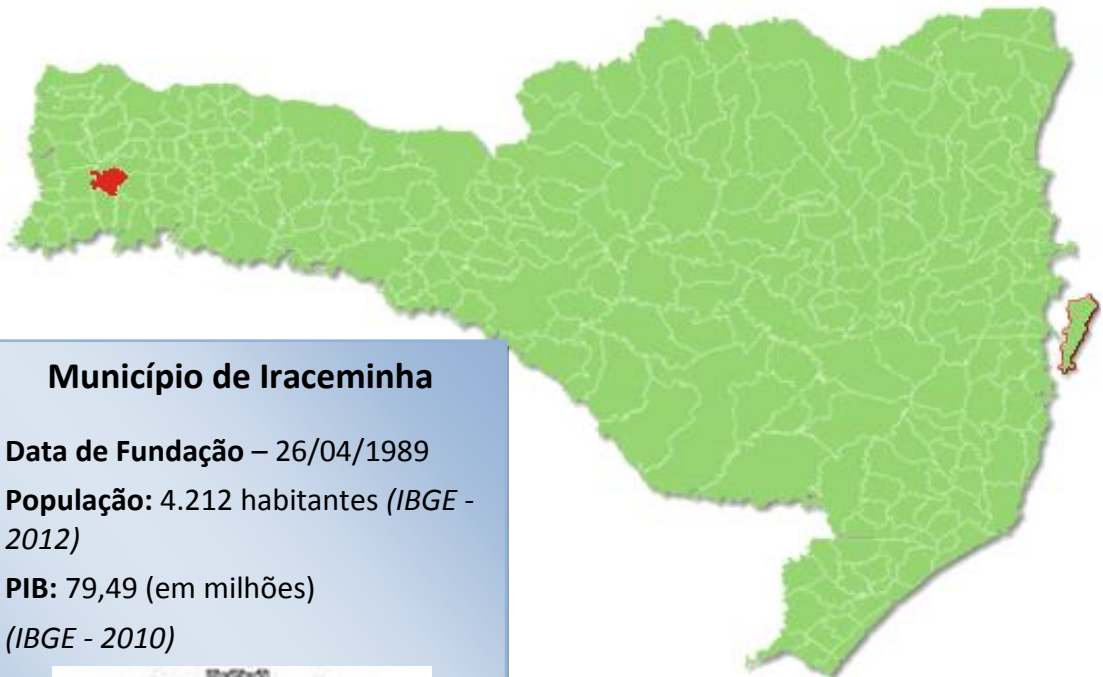 Município de Iraceminha
Data de Fundação – 26/04/1989
População: 4.212 habitantes (IBGE -
2012)
PIB: 79,49 (em milhões)
(IBGE - 2010)